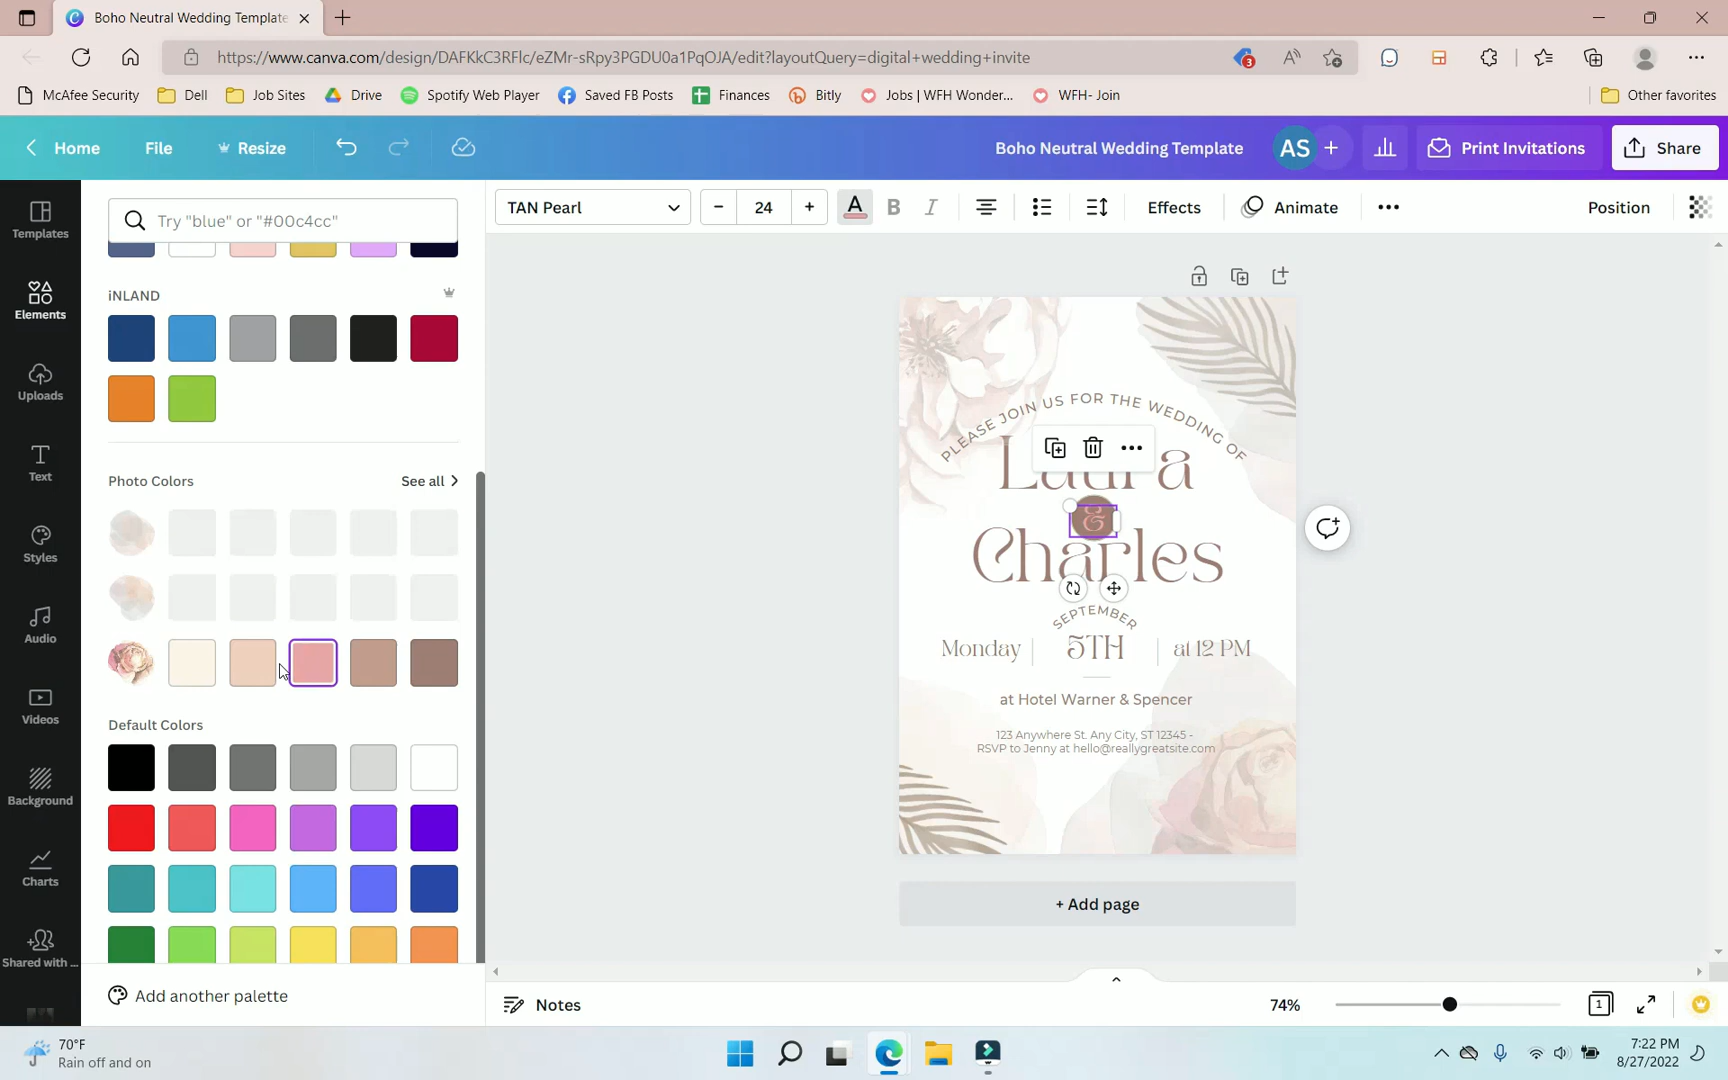 Boho Neutral Wedding Template
https://www.canva.com/design/DAFKkC3RFlc/eZMr-sRpy3PGDU0a1PqOJA/edit?layoutQuery=digital+wedding+invite
3
McAfee Security
Dell
Job Sites
Drive
Spotify Web Player
Saved FB Posts
Finances
Bitly
Jobs | WFH Wonder...
WFH- Join
Other favorites
Home
File
Resize
Boho Neutral Wedding Template
AS
Print Invitations
Share
Templates
Elements
Uploads
Text
Styles
Audio
Videos
Background
Charts
Shared with ...
Try "blue" or "#00c4cc"
iNLAND
Photo Colors
See all
Default Colors
Add another palette
TAN Pearl
24
A
B
I
Effects
Animate
Position
PLEASE JOIN US FOR THE WEDDING OF
Laura
&
Charles
SEPTEMBER
Monday
5TH
at 12 PM
at Hotel Warner & Spencer
123 Anywhere St. Any City, ST 12345 -
RSVP to Jenny at hello@reallygreatsite.com
+ Add page
Notes
74%
1
70°F
Rain off and on
7:22 PM
8/27/2022